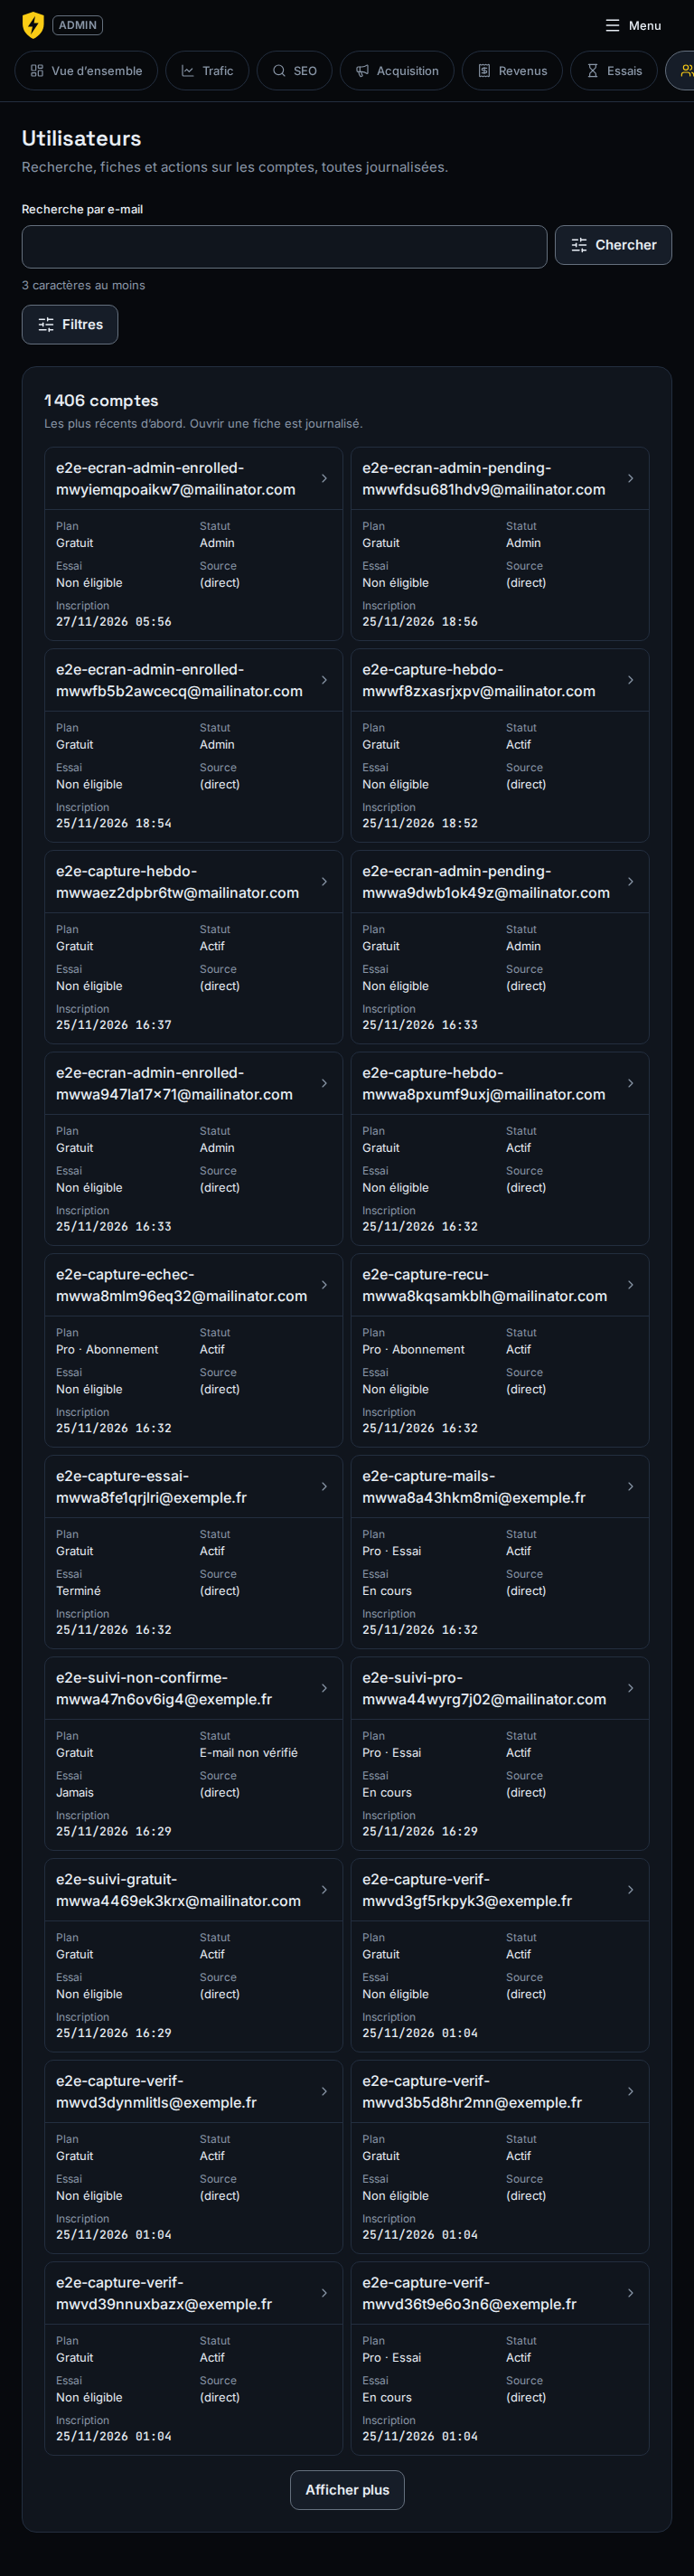 ADMIN
Menu
Vue d'ensemble
Trafic
SEO
Acquisition
Revenus
Essais
Utilisateurs
Recherche, fiches et actions sur les comptes, toutes journalisées.
Recherche par e-mail
Chercher
3 caractères au moins
Filtres
1 406 comptes
Les plus récents d'abord. Ouvrir une fiche est journalisé.
e2e-ecran-admin-enrolled-
mwyiemqpoaikw7@mailinator.com
Plan
Statut
Gratuit
Admin
Essai
Source
Non éligible
(direct)
Inscription
27/11/2026 05:56
e2e-ecran-admin-pending-
mwwfdsu681hdv9@mailinator.com
Plan
Statut
Gratuit
Admin
Essai
Source
Non éligible
(direct)
Inscription
25/11/2026 18:56
e2e-ecran-admin-enrolled-
mwwfb5b2awcecq@mailinator.com
Plan
Statut
Gratuit
Admin
Essai
Source
Non éligible
(direct)
Inscription
25/11/2026 18:54
e2e-capture-hebdo-
mwwf8zxasrjxpv@mailinator.com
Plan
Statut
Gratuit
Actif
Essai
Source
Non éligible
(direct)
Inscription
25/11/2026 18:52
e2e-capture-hebdo-
mwwaez2dpbr6tw@mailinator.com
Plan
Statut
Gratuit
Actif
Essai
Source
Non éligible
(direct)
Inscription
25/11/2026 16:37
e2e-ecran-admin-pending-
mwwa9dwb1ok49z@mailinator.com
Plan
Statut
Gratuit
Admin
Essai
Source
Non éligible
(direct)
Inscription
25/11/2026 16:33
e2e-ecran-admin-enrolled-
mwwa947la17x71@mailinator.com
Plan
Statut
Gratuit
Admin
Essai
Source
Non éligible
(direct)
Inscription
25/11/2026 16:33
e2e-capture-hebdo-
mwwa8pxumf9uxj@mailinator.com
Plan
Statut
Gratuit
Actif
Essai
Source
Non éligible
(direct)
Inscription
25/11/2026 16:32
e2e-capture-echec-
mwwa8mlm96eq32@mailinator.com
Plan
Statut
Pro · Abonnement
Actif
Essai
Source
Non éligible
(direct)
Inscription
25/11/2026 16:32
e2e-capture-recu-
mwwa8kqsamkblh@mailinator.com
Plan
Statut
Pro · Abonnement
Actif
Essai
Source
Non éligible
(direct)
Inscription
25/11/2026 16:32
e2e-capture-essai-
mwwa8fe1qrjlri@exemple.fr
Plan
Statut
Gratuit
Actif
Essai
Source
Terminé
(direct)
Inscription
25/11/2026 16:32
e2e-capture-mails-
mwwa8a43hkm8mi@exemple.fr
Plan
Statut
Pro · Essai
Actif
Essai
Source
En cours
(direct)
Inscription
25/11/2026 16:32
e2e-suivi-non-confirme-
mwwa47n6ov6ig4@exemple.fr
Plan
Statut
Gratuit
E-mail non vérifié
Essai
Source
Jamais
(direct)
Inscription
25/11/2026 16:29
e2e-suivi-pro-
mwwa44wyrg7j02@mailinator.com
Plan
Statut
Pro · Essai
Actif
Essai
Source
En cours
(direct)
Inscription
25/11/2026 16:29
e2e-suivi-gratuit-
mwwa4469ek3krx@mailinator.com
Plan
Statut
Gratuit
Actif
Essai
Source
Non éligible
(direct)
Inscription
25/11/2026 16:29
e2e-capture-verif-
mwvd3gf5rkpyk3@exemple.fr
Plan
Statut
Gratuit
Actif
Essai
Source
Non éligible
(direct)
Inscription
25/11/2026 01:04
e2e-capture-verif-
mwvd3dynmlitls@exemple.fr
Plan
Statut
Gratuit
Actif
Essai
Source
Non éligible
(direct)
Inscription
25/11/2026 01:04
e2e-capture-verif-
mwvd3b5d8hr2mn@exemple.fr
Plan
Statut
Gratuit
Actif
Essai
Source
Non éligible
(direct)
Inscription
25/11/2026 01:04
e2e-capture-verif-
mwvd39nnuxbazx@exemple.fr
Plan
Statut
Gratuit
Actif
Essai
Source
Non éligible
(direct)
Inscription
25/11/2026 01:04
e2e-capture-verif-
mwvd36t9e6o3n6@exemple.fr
Plan
Statut
Pro · Essai
Actif
Essai
Source
En cours
(direct)
Inscription
25/11/2026 01:04
Afficher plus